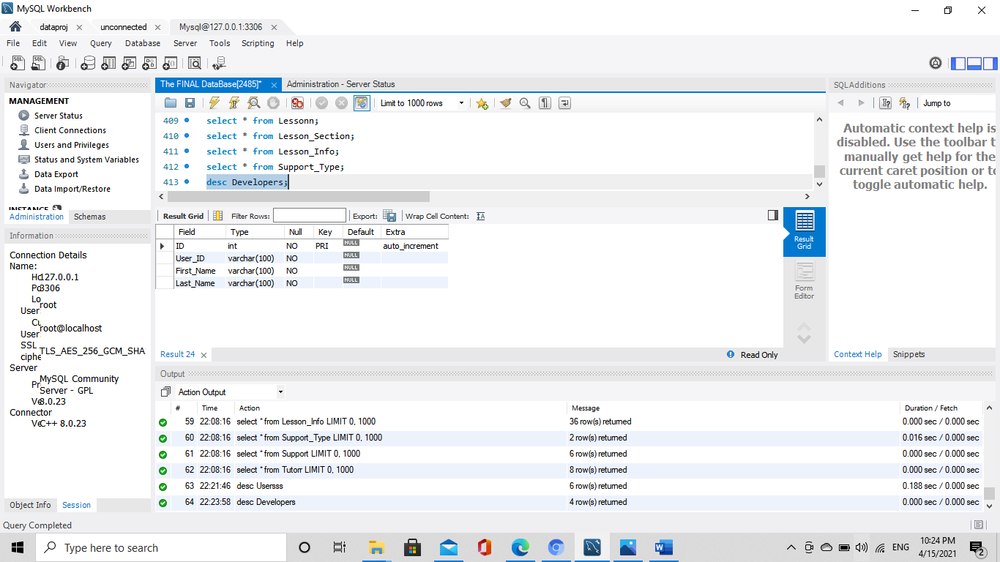 MySQL Workbench
dataproj
unconnected
Mysql@127.0.0.1:3306
File Edit View Query Database Server Tools Scripting Help
Navigator
MANAGEMENT
Server Status
Client Connections
Users and Privileges
Status and System Variables
Data Export
Data Import/Restore
INSTANCE
Administration Schemas
Information
Connection Details
Name:
Ho 127.0.0.1
Po 3306
Lo
root
User
Cu
root@localhost
User
SSL
TLS_AES_256_GCM_SHA
ciphe
Server
MySQL Community
Pr
Server - GPL
Ve 8.0.23
Connector
Ve C++ 8.0.23
Object Info Session
Query Completed
The FINAL DataBase[2485]*
Administration - Server Status
Limit to 1000 rows
409 select * from Lessonn;
410 select * from Lesson_Section;
411 select * from Lesson_Info;
412 select * from Support_Type;
413 desc Developers;
Result Grid Filter Rows: Export: Wrap Cell Content:
Field Type Null Key Default Extra
ID int NO PRI NULL auto_increment
User_ID varchar(100) NO NULL
First_Name varchar(100) NO NULL
Last_Name varchar(100) NO NULL
Result Grid
Form Editor
Result 24
Read Only
SQLAdditions
Jump to
Automatic context help is
disabled. Use the toolbar t
manually get help for the
current caret position or to
toggle automatic help.
Context Help Snippets
Output
Action Output
# Time Action Message Duration / Fetch
59 22:08:16 select * from Lesson_Info LIMIT 0, 1000 36 row(s) returned 0.000 sec / 0.000 sec
60 22:08:16 select * from Support_Type LIMIT 0, 1000 2 row(s) returned 0.016 sec / 0.000 sec
61 22:08:16 select * from Support LIMIT 0, 1000 6 row(s) returned 0.000 sec / 0.000 sec
62 22:08:16 select * from Tutorr LIMIT 0, 1000 8 row(s) returned 0.000 sec / 0.000 sec
63 22:21:46 desc Usersss 6 row(s) returned 0.188 sec / 0.000 sec
64 22:23:58 desc Developers 4 row(s) returned 0.000 sec / 0.000 sec
Type here to search
ENG
10:24 PM
4/15/2021
2